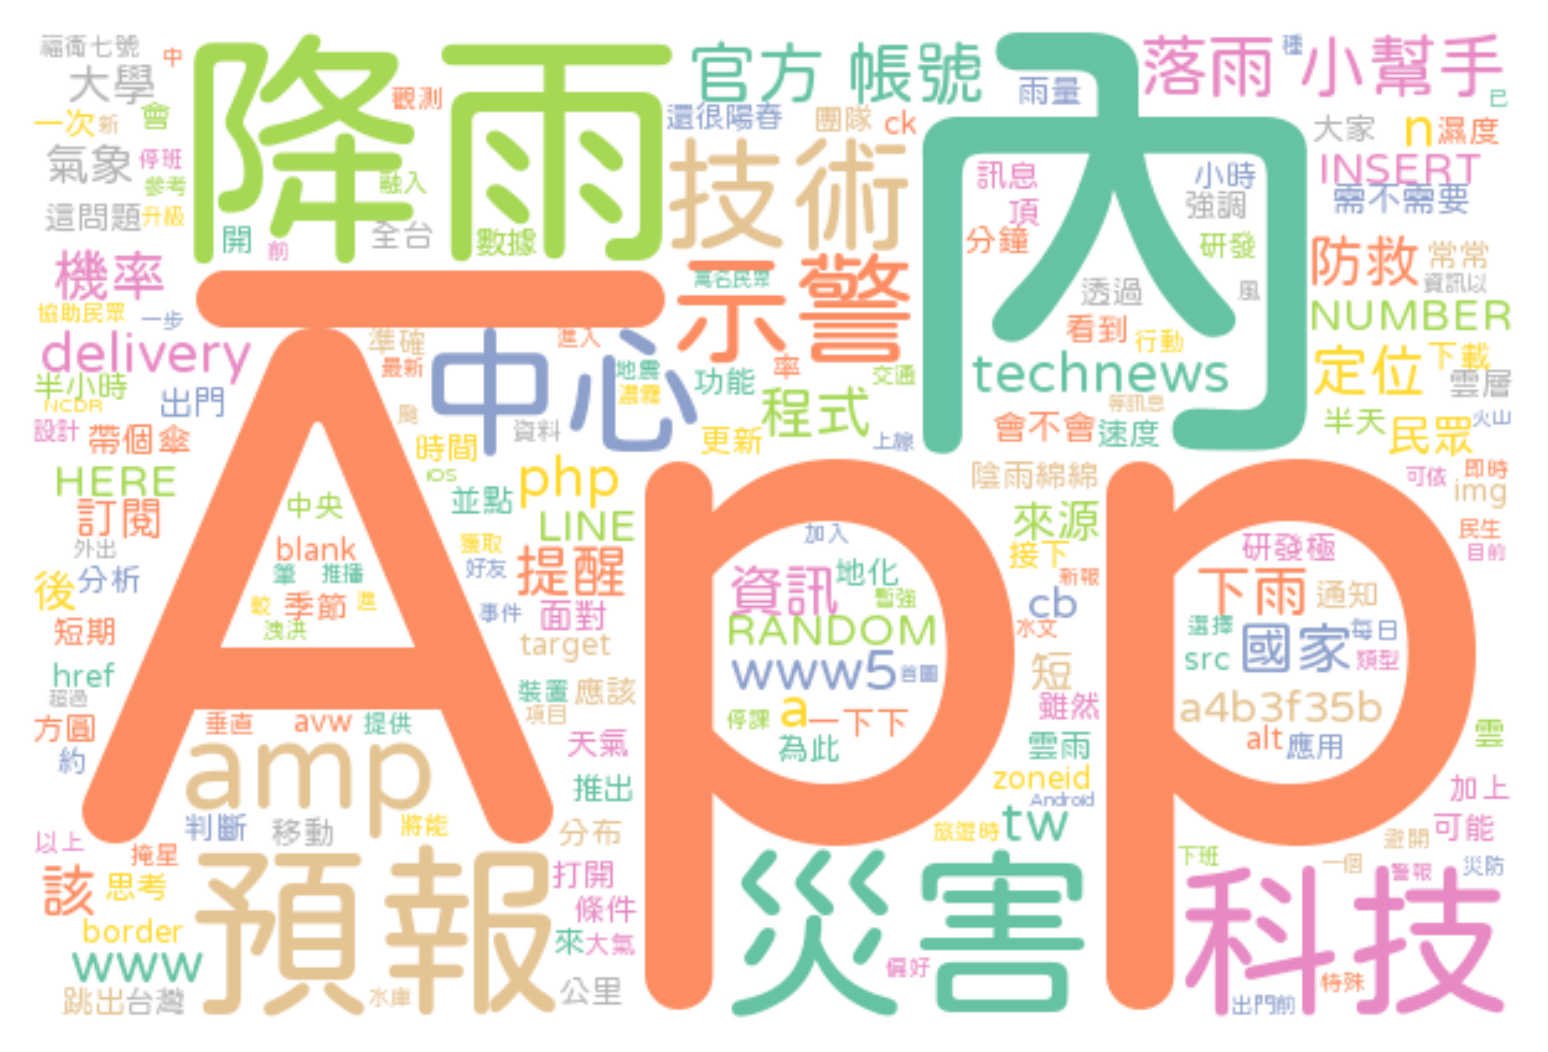 福衛七號
中
大學
降雨
觀測
官方 帳號
內
雨量
落雨 小幫手
種
已
一次
新
會
還很陽春
團隊
ck
大家
n
濕度
氣象
停班
參考
融入
技術
訊息
小時
INSERT
需不需要
這問題
升級
開
前
全台
數據
頂
強調
分鐘
研發
防救
常常
機率
一
示警
萬名民眾
透過
風
資訊以
協助民眾
一步
NUMBER
delivery
準確
最新
中心
進入
地震
濃霧
功能
率
交通
看到
行動
technews
定位
下載
雲層
半小時
NCDR
出門
設計
帶個傘
颱
時間
資料
更新
程式
上線
等訊息
會不會
速度
半天
民眾
火山
HERE
App
iOS
php
並點
LINE
陰雨綿綿
可依
即時
img
訂閱
中央
來源
民生
目前
外出
blank
獲取
好友
提醒
加入
接下
研發極
後
分析
筆
推播
資訊
地化
暫強
新報
cb
下雨
通知
較
季節
進
洩洪
事件
面對
短期
target
RANDOM
水文
選擇
國家
每日
類型
href
超過
www5
首圖
短
src
裝置
應該
項目
停課
a
一下下
雖然
a4b3f35b
方圓
垂直
avw
提供
天氣
為此
雲雨
alt
應用
雲
約
amp
推出
zoneid
Android
加上
判斷
移動
將能
分布
旅遊時
tw
避開
可能
以上
掩星
該
思考
預報
打開
災害
下班
一個
警報
災防
科技
條件
border
來
大氣
偏好
www
跳出
台灣
水庫
公里
出門前
特殊